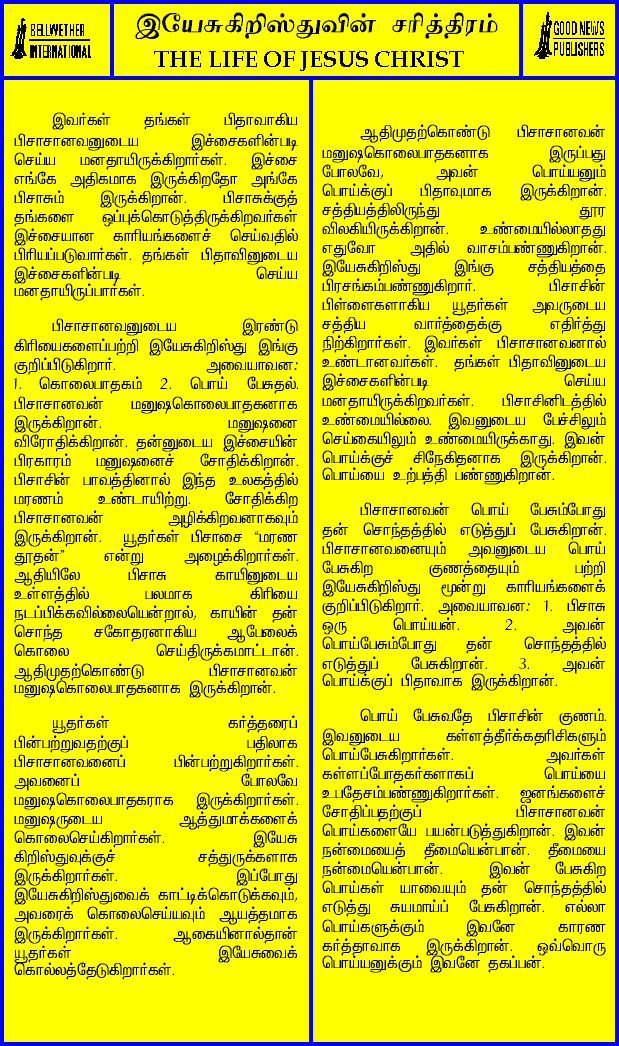 BELLWETHER
INTERNATIONAL
இயேசுகிறிஸ்துவின் சரித்திரம்
THE LIFE OF JESUS CHRIST
GOOD NEWS
PUBLISHERS
இவர்கள் தங்கள் பிதாவாகிய
பிசாசானவனுடைய இச்சைகளின்படி
செய்ய மனதாயிருக்கிறார்கள். இச்சை
எங்கே அதிகமாக இருக்கிறதோ அங்கே
பிசாசும் இருக்கிறான். பிசாசுக்குத்
தங்களை ஒப்புக்கொடுத்திருக்கிறவர்கள்
இச்சையான காரியங்களைச் செய்வதில்
பிரியப்படுவார்கள். தங்கள் பிதாவினுடைய
இச்சைகளின்படி செய்ய
மனதாயிருப்பார்கள்.
பிசாசானவனுடைய இரண்டு
கிரியைகளைப்பற்றி இயேசுகிறிஸ்து இங்கு
குறிப்பிடுகிறார். அவையாவன:
1. கொலைபாதகம் 2. பொய் பேசுதல்.
பிசாசானவன் மனுஷகொலைபாதகனாக
இருக்கிறான். மனுஷனை
விரோதிக்கிறான். தன்னுடைய இச்சையின்
பிரகாரம் மனுஷனைச் சோதிக்கிறான்.
பிசாசின் பாவத்தினால் இந்த உலகத்தில்
மரணம் உண்டாயிற்று. சோதிக்கிற
பிசாசானவன் அழிக்கிறவனாகவும்
இருக்கிறான். யூதர்கள் பிசாசை “மரண
தூதன்” என்று அழைக்கிறார்கள்.
ஆதியிலே பிசாசு காயினுடைய
உள்ளத்தில் பலமாக கிரியை
நடப்பிக்கவில்லையென்றால், காயின் தன்
சொந்த சகோதரனாகிய ஆபேலைக்
கொலை செய்திருக்கமாட்டான்.
ஆதிமுதற்கொண்டு பிசாசானவன்
மனுஷகொலைபாதகனாக இருக்கிறான்.
யூதர்கள் கர்த்தரைப்
பின்பற்றுவதற்குப் பதிலாக
பிசாசானவனைப் பின்பற்றுகிறார்கள்.
அவனைப் போலவே
மனுஷகொலைபாதகராக இருக்கிறார்கள்.
மனுஷருடைய ஆத்துமாக்களைக்
கொலைசெய்கிறார்கள். இயேசு
கிறிஸ்துவுக்குச் சத்துருக்களாக
இருக்கிறார்கள். இப்போது
இயேசுகிறிஸ்துவைக் காட்டிக்கொடுக்கவும்,
அவரைக் கொலைசெய்யவும் ஆயத்தமாக
இருக்கிறார்கள். ஆகையினால்தான்
யூதர்கள் இயேசுவைக்
கொல்லத்தேடுகிறார்கள்.
ஆதிமுதற்கொண்டு பிசாசானவன்
மனுஷகொலைபாதகனாக இருப்பது
போலவே, அவன் பொய்யனும்
பொய்க்குப் பிதாவுமாக இருக்கிறான்.
சத்தியத்திலிருந்து தூர
விலகியிருக்கிறான். உண்மையில்லாதது
எதுவோ அதில் வாசம்பண்ணுகிறான்.
இயேசுகிறிஸ்து இங்கு சத்தியத்தை
பிரசங்கம்பண்ணுகிறார். பிசாசின்
பிள்ளைகளாகிய யூதர்கள் அவருடைய
சத்திய வார்த்தைக்கு எதிர்த்து
நிற்கிறார்கள். இவர்கள் பிசாசானவனால்
உண்டானவர்கள். தங்கள் பிதாவினுடைய
இச்சைகளின்படி செய்ய
மனதாயிருக்கிறவர்கள். பிசாசினிடத்தில்
உண்மையில்லை. இவனுடைய பேச்சிலும்
செய்கையிலும் உண்மையிருக்காது. இவன்
பொய்க்குச் சிநேகிதனாக இருக்கிறான்.
பொய்யை உற்பத்தி பண்ணுகிறான்.
பிசாசானவன் பொய் பேசும்போது
தன் சொந்தத்தில் எடுத்துப் பேசுகிறான்.
பிசாசானவனையும் அவனுடைய பொய்
பேசுகிற குணத்தையும் பற்றி
இயேசுகிறிஸ்து மூன்று காரியங்களைக்
குறிப்பிடுகிறார். அவையாவன: 1. பிசாசு
ஒரு பொய்யன். 2. அவன்
பொய்பேசும்போது தன் சொந்தத்தில்
எடுத்துப் பேசுகிறான். 3. அவன்
பொய்க்குப் பிதாவாக இருக்கிறான்.
பொய் பேசுவதே பிசாசின் குணம்.
இவனுடைய கள்ளத்தீர்க்கதரிசிகளும்
பொய்பேசுகிறார்கள். அவர்கள்
கள்ளப்போதகர்களாகப் பொய்யை
உபதேசம்பண்ணுகிறார்கள். ஜனங்களைச்
சோதிப்பதற்குப் பிசாசானவன்
பொய்களையே பயன்படுத்துகிறான். இவன்
நன்மையைத் தீமையென்பான். தீமையை
நன்மையென்பான். இவன் பேசுகிற
பொய்கள் யாவையும் தன் சொந்தத்தில்
எடுத்து சுயமாய்ப் பேசுகிறான். எல்லா
பொய்களுக்கும் இவனே காரண
கர்த்தாவாக இருக்கிறான். ஒவ்வொரு
பொய்யனுக்கும் இவனே தகப்பன்.